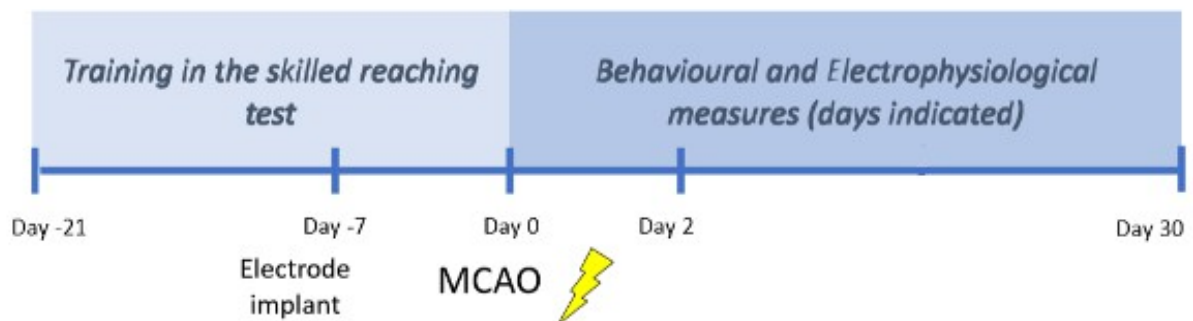 Training in the skilled reaching
test
Behavioural and Electrophysiological
measures (days indicated)
Day -21
Day -7
Day 0
Day 2
Day 30
Electrode
implant
MCAO